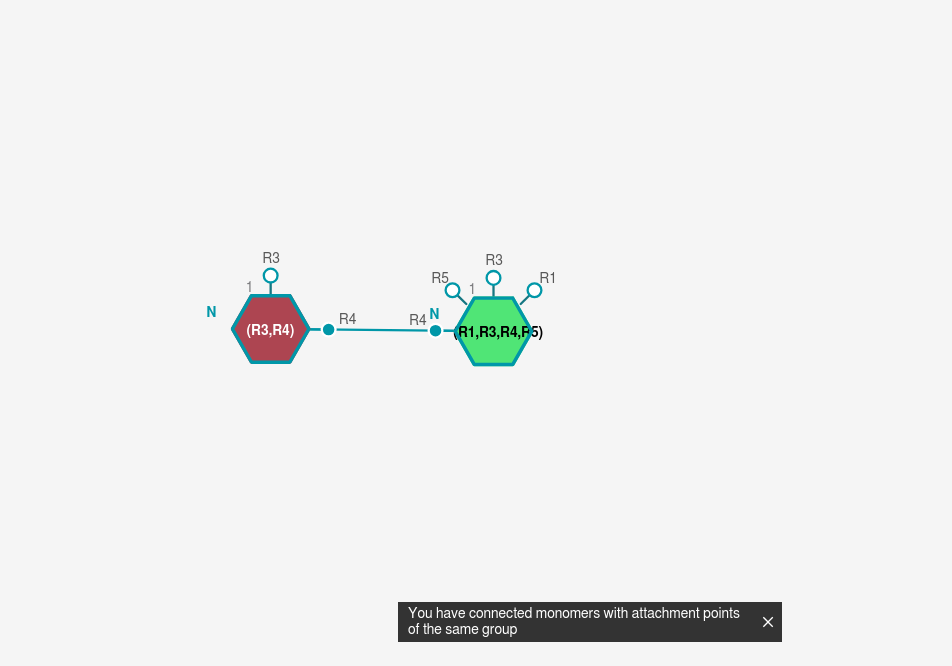 R3
R3
R5
R1
1
1
N
N
R4
R4
(R3,R4)
(R1,R3,R4,R5)
You have connected monomers with attachment points
of the same group